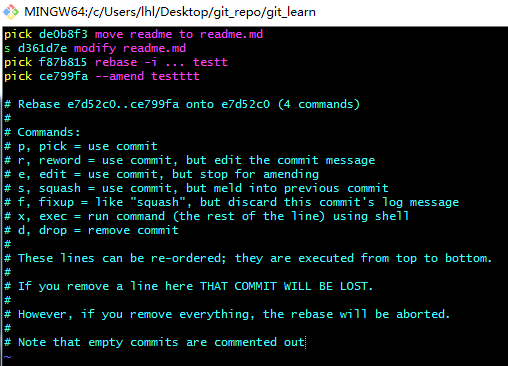 MINGW64:/c/Users/lhl/Desktop/git_repo/git_learn
pick de0b8f3 move readme to readme.md
s d361d7e modify readme.md
pick f87b815 rebase -i ... testt
pick ce799fa --amend testttt

# Rebase e7d52c0..ce799fa onto e7d52c0 (4 commands)
#
# Commands:
# p, pick = use commit
# r, reword = use commit, but edit the commit message
# e, edit = use commit, but stop for amending
# s, squash = use commit, but meld into previous commit
# f, fixup = like "squash", but discard this commit's log message
# x, exec = run command (the rest of the line) using shell
# d, drop = remove commit
#
# These lines can be re-ordered; they are executed from top to bottom.
#
# If you remove a line here THAT COMMIT WILL BE LOST.
#
# However, if you remove everything, the rebase will be aborted.
#
# Note that empty commits are commented out
~